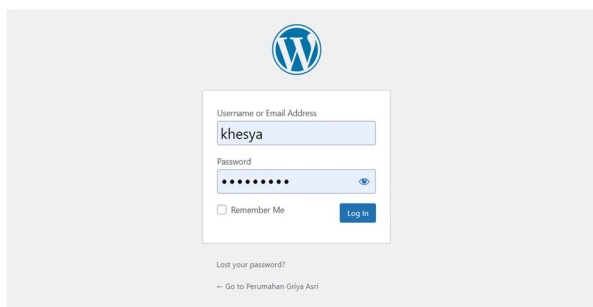 Username or Email Address
khesya
Password
•••••••••
Remember Me
Log In
Lost your password?
← Go to Perumahan Griya Asri